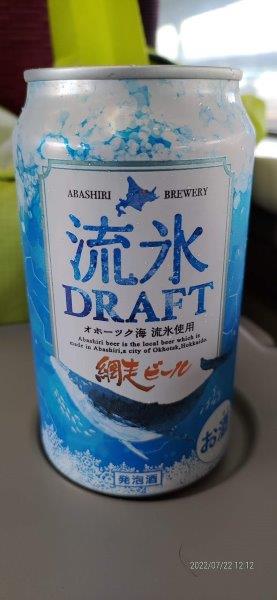 ABASHIRI BREWERY
流氷
DRAFT
オホーツク海 流氷使用
Abashiri beer is the local beer which is
made in Abashiri,a city of Okhotsk,Hokkaido.
網走ビール
お酒
発泡酒
2022/07/22 12:12